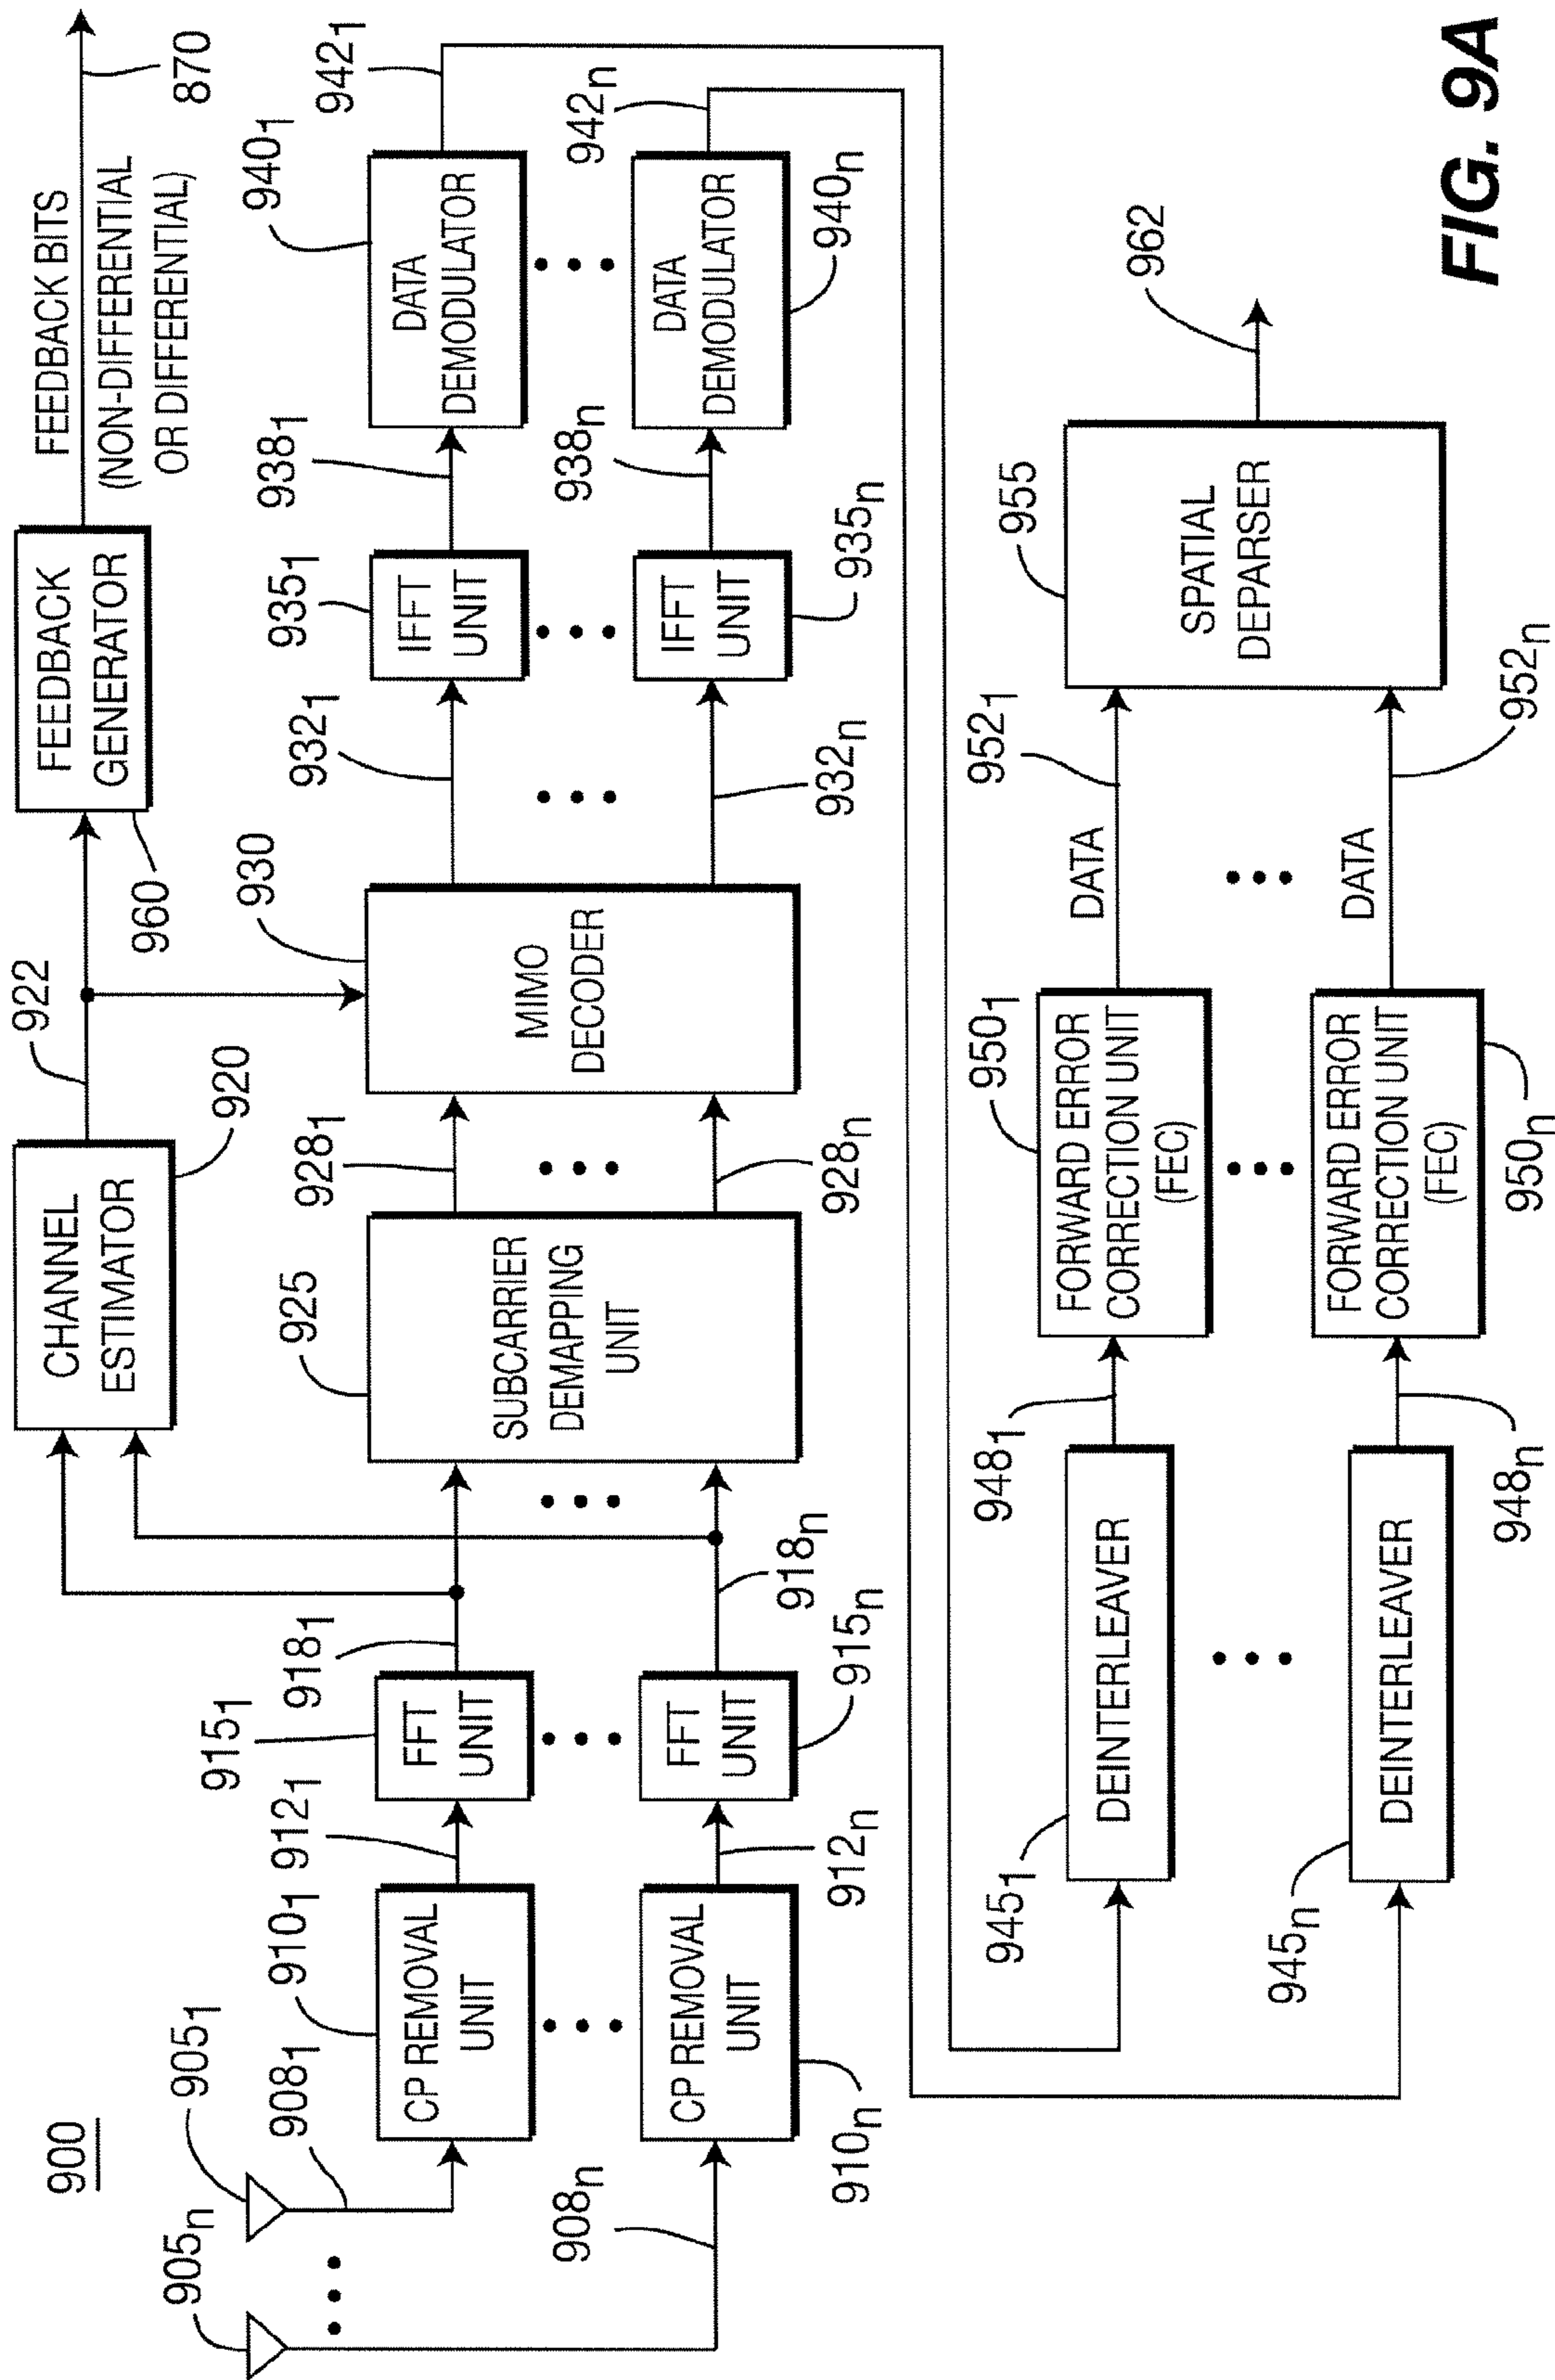 900
905n
905₁
908₁
908n
910₁
CP REMOVAL
UNIT
CP REMOVAL
UNIT
910n
912₁
912n
915₁
FFT
UNIT
FFT
UNIT
915n
918₁
918n
CHANNEL
ESTIMATOR
920
922
925
SUBCARRIER
DEMAPPING
UNIT
928₁
928n
930
MIMO
DECODER
960
FEEDBACK
GENERATOR
FEEDBACK BITS
(NON-DIFFERENTIAL
OR DIFFERENTIAL)
870
932₁
932n
935₁
IFFT
UNIT
IFFT
UNIT
935n
938₁
938n
940₁
DATA
DEMODULATOR
DATA
DEMODULATOR
940n
942₁
942n
945₁
DEINTERLEAVER
945n
DEINTERLEAVER
948₁
948n
950₁
FORWARD ERROR
CORRECTION UNIT
(FEC)
FORWARD ERROR
CORRECTION UNIT
(FEC)
950n
DATA
952₁
DATA
952n
955
SPATIAL
DEPARSER
962
FIG. 9A